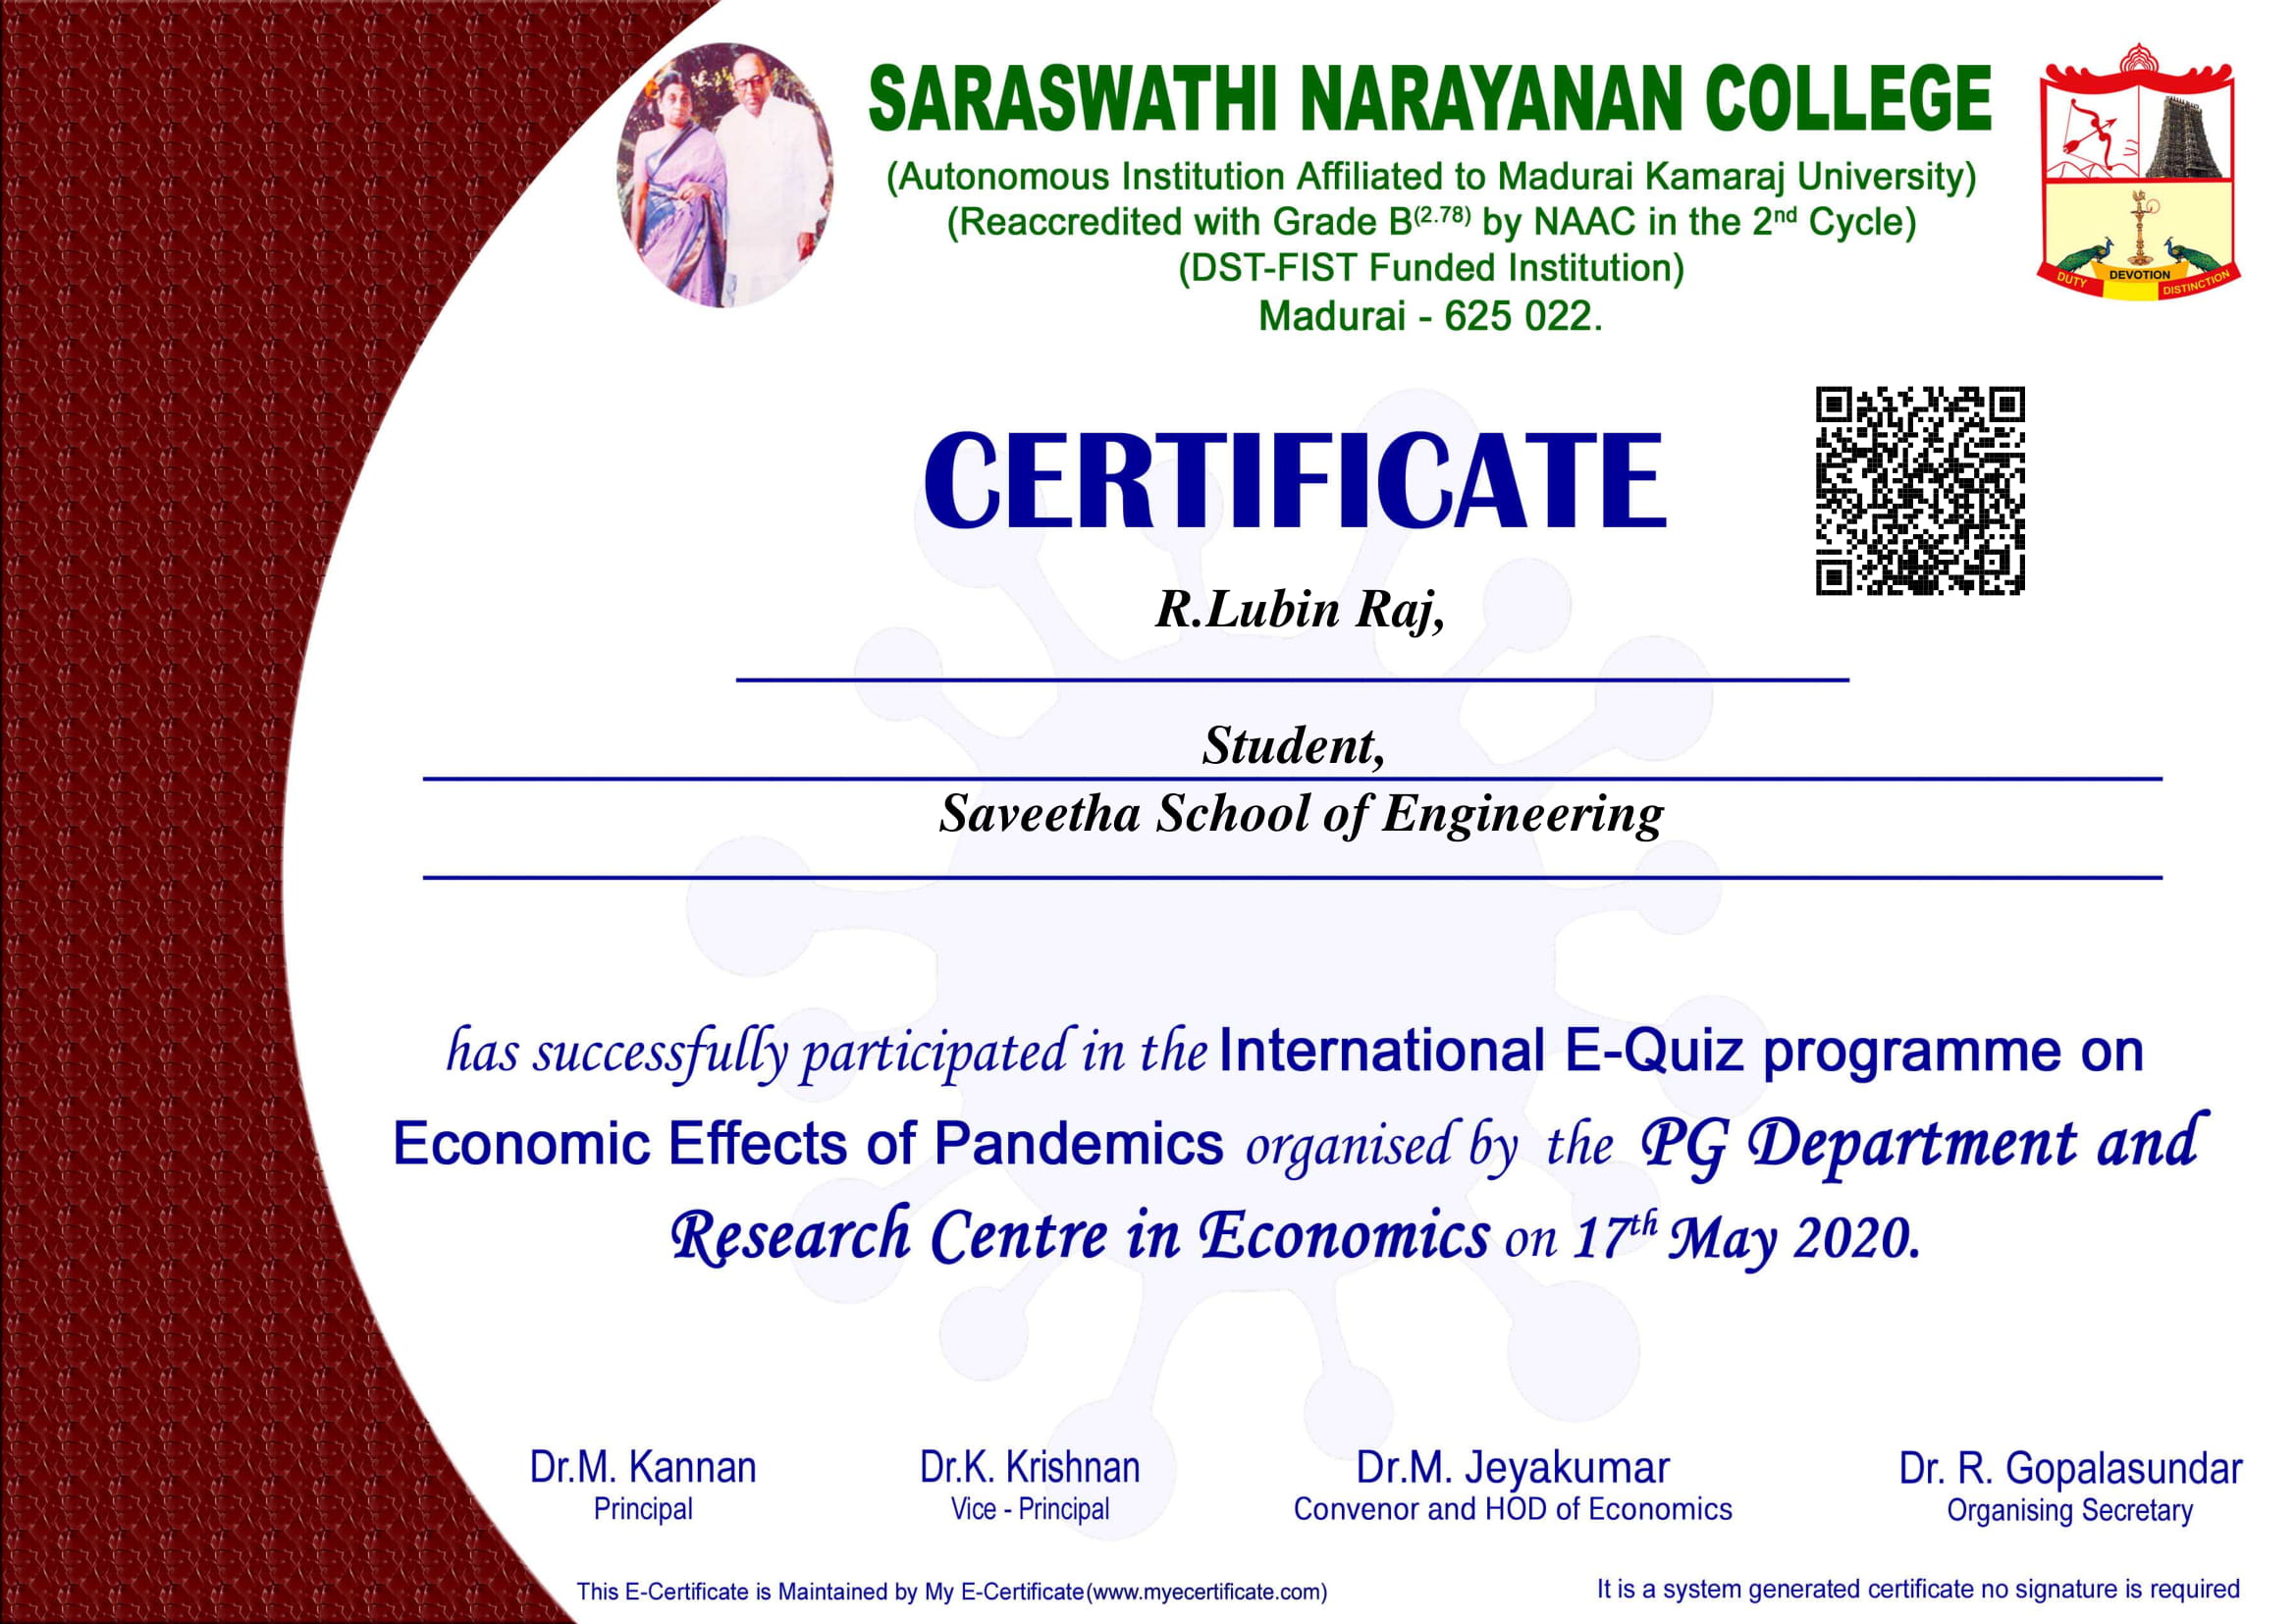 SARASWATHI NARAYANAN COLLEGE
(Autonomous Institution Affiliated to Madurai Kamaraj University)
(Reaccredited with Grade B(2.78) by NAAC in the 2nd Cycle)
(DST-FIST Funded Institution)
Madurai - 625 022.
DUTY DEVOTION DISTINCTION
CERTIFICATE
R.Lubin Raj,
Student,
Saveetha School of Engineering
has successfully participated in the International E-Quiz programme on
Economic Effects of Pandemics organised by the PG Department and
Research Centre in Economics on 17th May 2020.
Dr.M. Kannan
Principal
Dr.K. Krishnan
Vice - Principal
Dr.M. Jeyakumar
Convenor and HOD of Economics
Dr. R. Gopalasundar
Organising Secretary
This E-Certificate is Maintained by My E-Certificate(www.myecertificate.com)
It is a system generated certificate no signature is required